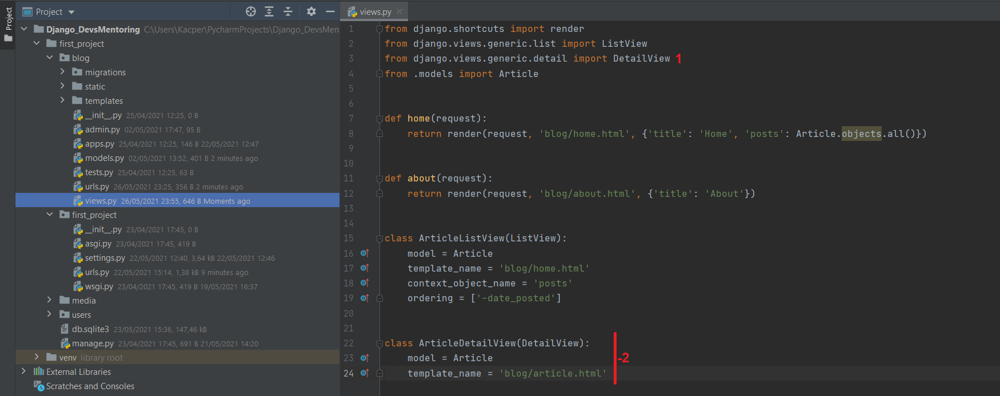 Project
Project
Django_DevsMentoring C:\Users\Kacper\PycharmProjects\Django_DevsMen
first_project
blog
migrations
static
templates
__init__.py 25/04/2021 12:25, 0 B
admin.py 02/05/2021 17:47, 95 B
apps.py 25/04/2021 12:25, 146 B 22/05/2021 12:47
models.py 02/05/2021 13:52, 401 B 2 minutes ago
tests.py 25/04/2021 12:25, 63 B
urls.py 26/05/2021 23:25, 356 B 2 minutes ago
views.py 26/05/2021 23:55, 646 B Moments ago
first_project
__init__.py 23/04/2021 17:45, 0 B
asgi.py 23/04/2021 17:45, 419 B
settings.py 22/05/2021 12:40, 3,64 kB 22/05/2021 12:46
urls.py 22/05/2021 15:14, 1,38 kB 9 minutes ago
wsgi.py 23/04/2021 17:45, 419 B 19/05/2021 16:37
media
users
db.sqlite3 23/05/2021 15:36, 147,46 kB
manage.py 23/04/2021 17:45, 691 B 21/05/2021 14:20
venv library root
External Libraries
Scratches and Consoles
views.py
1 from django.shortcuts import render
2 from django.views.generic.list import ListView
3 from django.views.generic.detail import DetailView 1
4 from .models import Article
5
6
7 def home(request):
8 return render(request, 'blog/home.html', {'title': 'Home', 'posts': Article.objects.all()})
9
10
11 def about(request):
12 return render(request, 'blog/about.html', {'title': 'About'})
13
14
15 class ArticleListView(ListView):
16 model = Article
17 template_name = 'blog/home.html'
18 context_object_name = 'posts'
19 ordering = ['-date_posted']
20
21
22 class ArticleDetailView(DetailView):
23 model = Article -2
24 template_name = 'blog/article.html'